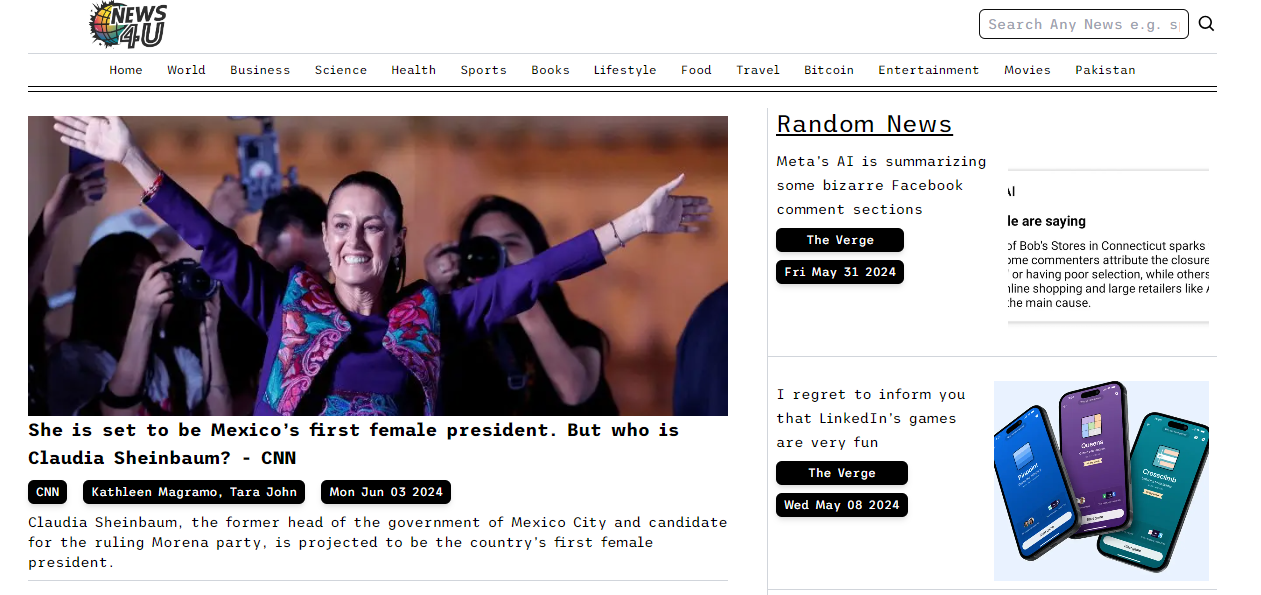 NEWS
4U
Search Any News e.g. s
Home World Business Science Health Sports Books Lifestyle Food Travel Bitcoin Entertainment Movies Pakistan
She is set to be Mexico’s first female president. But who is
Claudia Sheinbaum? - CNN
CNN Kathleen Magramo, Tara John Mon Jun 03 2024
Claudia Sheinbaum, the former head of the government of Mexico City and candidate
for the ruling Morena party, is projected to be the country’s first female
president.
Random News
Meta’s AI is summarizing
some bizarre Facebook
comment sections
The Verge
Fri May 31 2024
AI
le are saying
of Bob's Stores in Connecticut sparks
ome commenters attribute the closure
or having poor selection, while others
nline shopping and large retailers like
the main cause.
I regret to inform you
that LinkedIn’s games
are very fun
The Verge
Wed May 08 2024
Pinpoint
Queens
Crossclimb